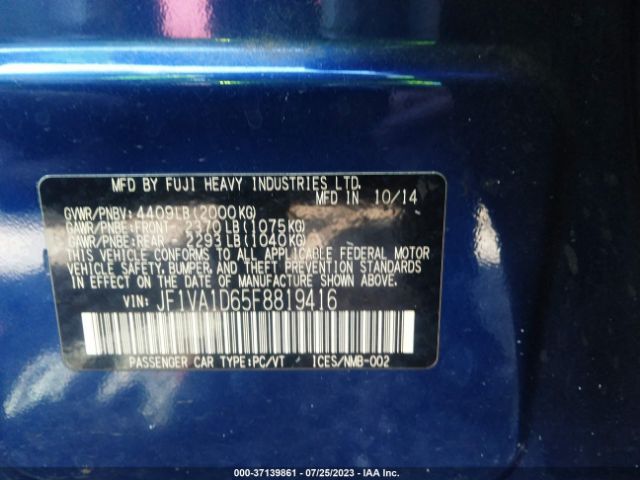 MFD BY FUJI HEAVY INDUSTRIES LTD.
MFD IN 10/14
GVWR/PNBV: 4409LB (2000KG)
GAWR/PNBE:FRONT 2370LB (1075KG)
GAWR/PNBE:REAR 2293LB (1040KG)
THIS VEHICLE CONFORMS TO ALL APPLICABLE FEDERAL MOTOR
VEHICLE SAFETY, BUMPER, AND THEFT PREVENTION STANDARDS
IN EFFECT ON THE DATE OF MANUFACTURE SHOWN ABOVE.
VIN: JF1VA1D65F8819416
PASSENGER CAR TYPE:PC/VT ICES/NMB-002
000-37139861 - 07/25/2023 - IAA Inc.